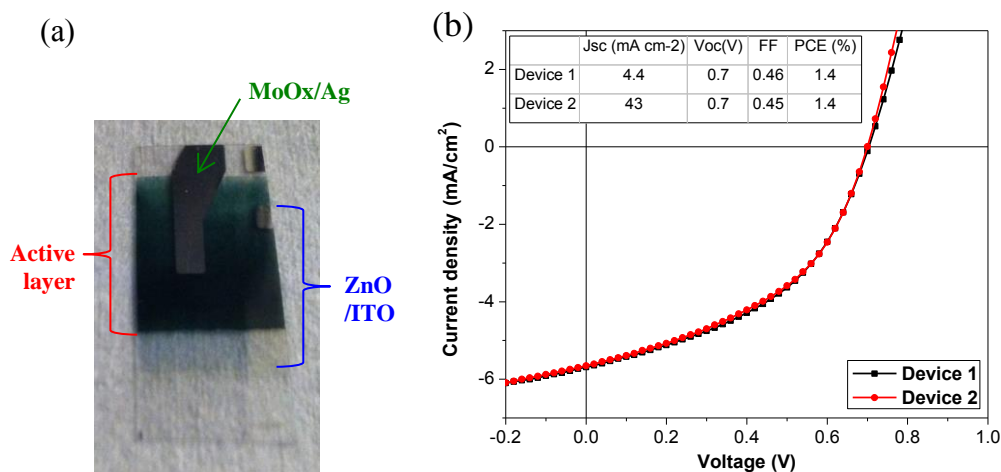 (a)
MoOx/Ag
Active
layer
ZnO
/ITO
(b)
Jsc (mA cm-2) Voc(V) FF PCE (%)
Device 1 4.4 0.7 0.46 1.4
Device 2 43 0.7 0.45 1.4
2
0
-2
-4
-6
Current density (mA/cm²)
Device 1
Device 2
-0.2 0.0 0.2 0.4 0.6 0.8 1.0
Voltage (V)